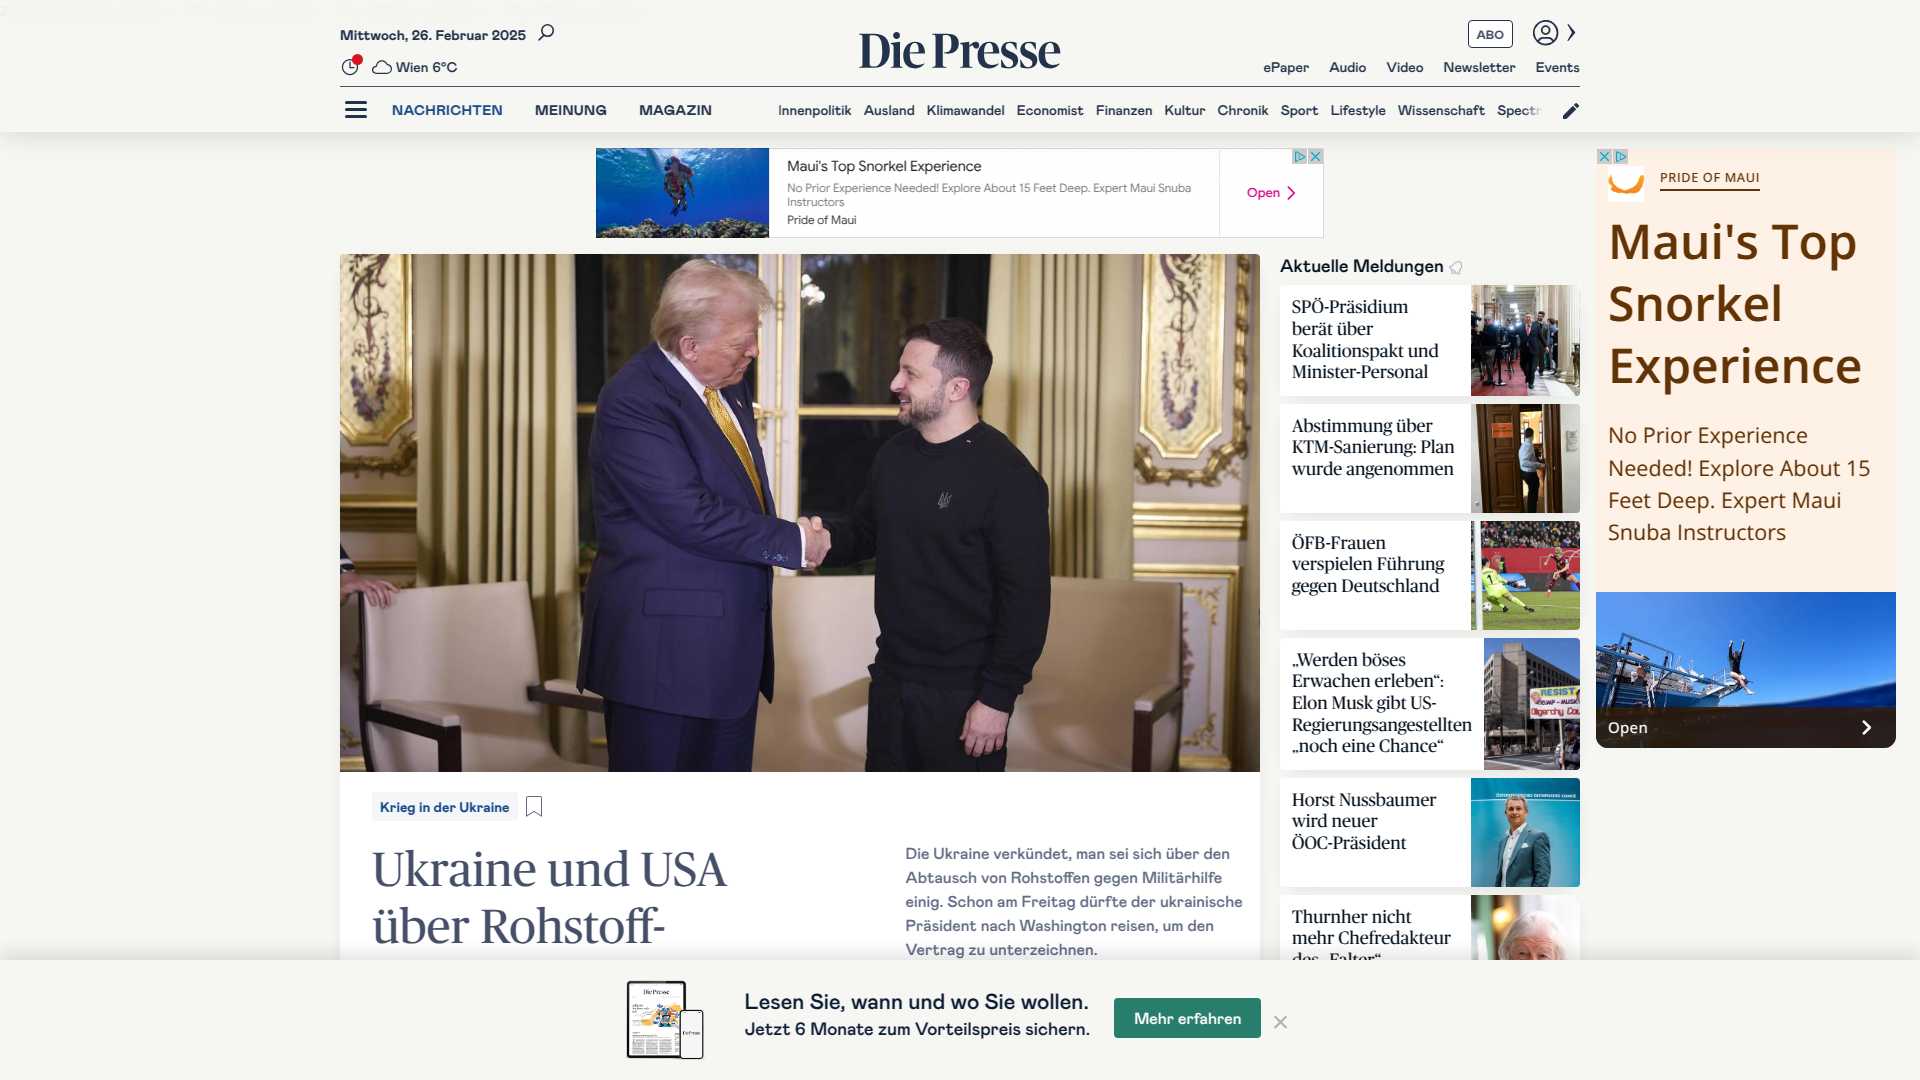 Mittwoch, 26. Februar 2025
Wien 6°C
Die Presse
ABO
ePaper Audio Video Newsletter Events
NACHRICHTEN MEINUNG MAGAZIN
Innenpolitik Ausland Klimawandel Economist Finanzen Kultur Chronik Sport Lifestyle Wissenschaft Spectr
Maui's Top Snorkel Experience
No Prior Experience Needed! Explore About 15 Feet Deep. Expert Maui Snuba
Instructors
Pride of Maui
Open
PRIDE OF MAUI
Maui's Top
Snorkel
Experience
No Prior Experience
Needed! Explore About 15
Feet Deep. Expert Maui
Snuba Instructors
Open
Aktuelle Meldungen
SPÖ-Präsidium
berät über
Koalitionspakt und
Minister-Personal
Abstimmung über
KTM-Sanierung: Plan
wurde angenommen
ÖFB-Frauen
verspielen Führung
gegen Deutschland
„Werden böses
Erwachen erleben“:
Elon Musk gibt US-
Regierungsangestellten
„noch eine Chance“
RESIST
Horst Nussbaumer
wird neuer
ÖOC-Präsident
Thurnher nicht
mehr Chefredakteur
des „Falter“
Krieg in der Ukraine
Ukraine und USA
über Rohstoff-
Die Ukraine verkündet, man sei sich über den
Abtausch von Rohstoffen gegen Militärhilfe
einig. Schon am Freitag dürfte der ukrainische
Präsident nach Washington reisen, um den
Vertrag zu unterzeichnen.
Die Presse
Die Presse
Lesen Sie, wann und wo Sie wollen.
Jetzt 6 Monate zum Vorteilspreis sichern.
Mehr erfahren